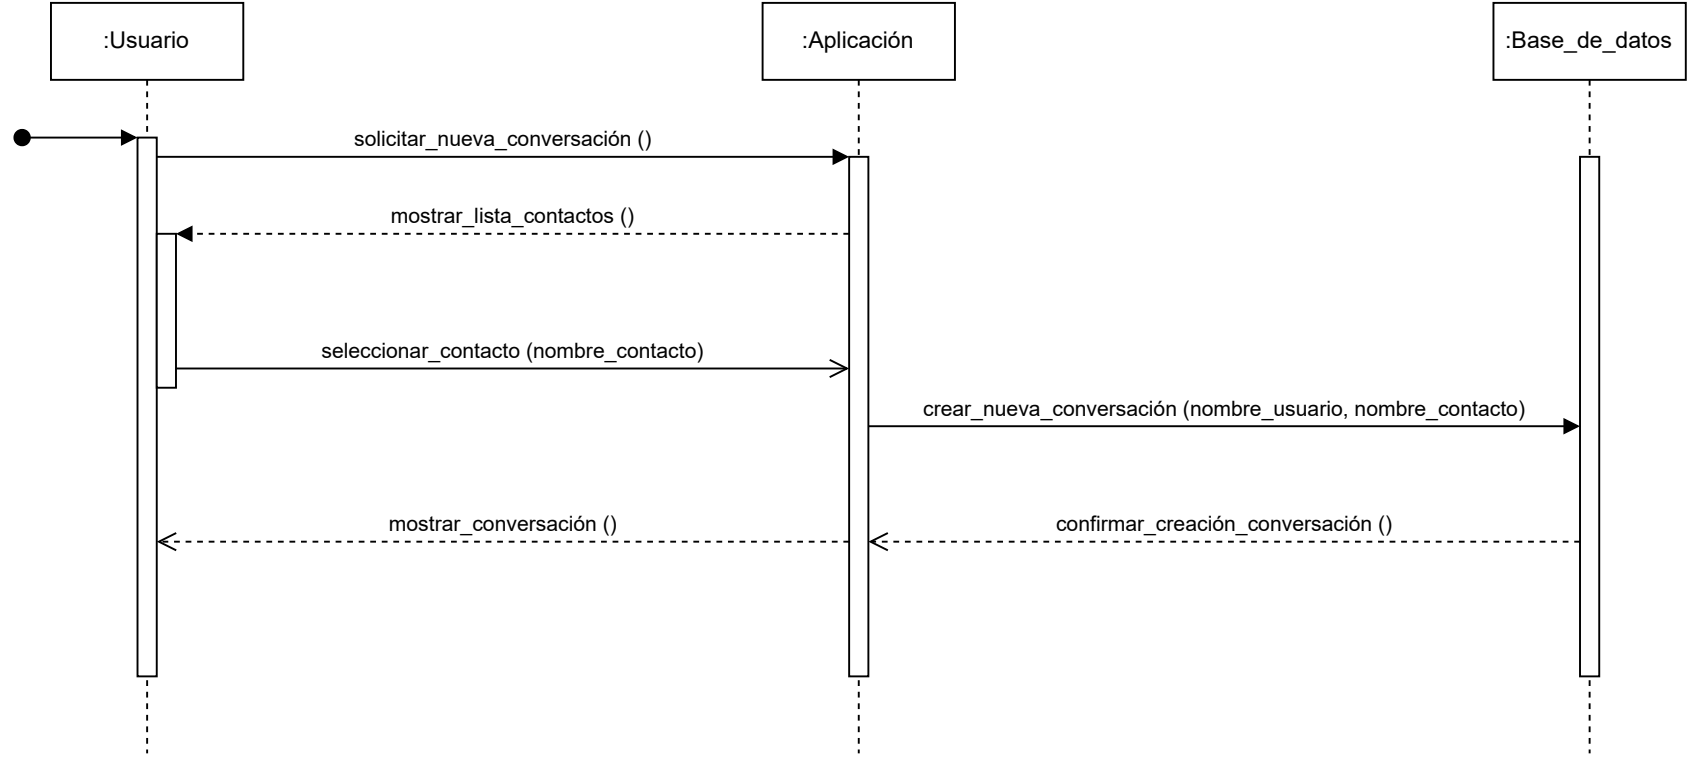 :Usuario
:Aplicación
:Base_de_datos
solicitar_nueva_conversación ()
mostrar_lista_contactos ()
seleccionar_contacto (nombre_contacto)
crear_nueva_conversación (nombre_usuario, nombre_contacto)
mostrar_conversación ()
confirmar_creación_conversación ()